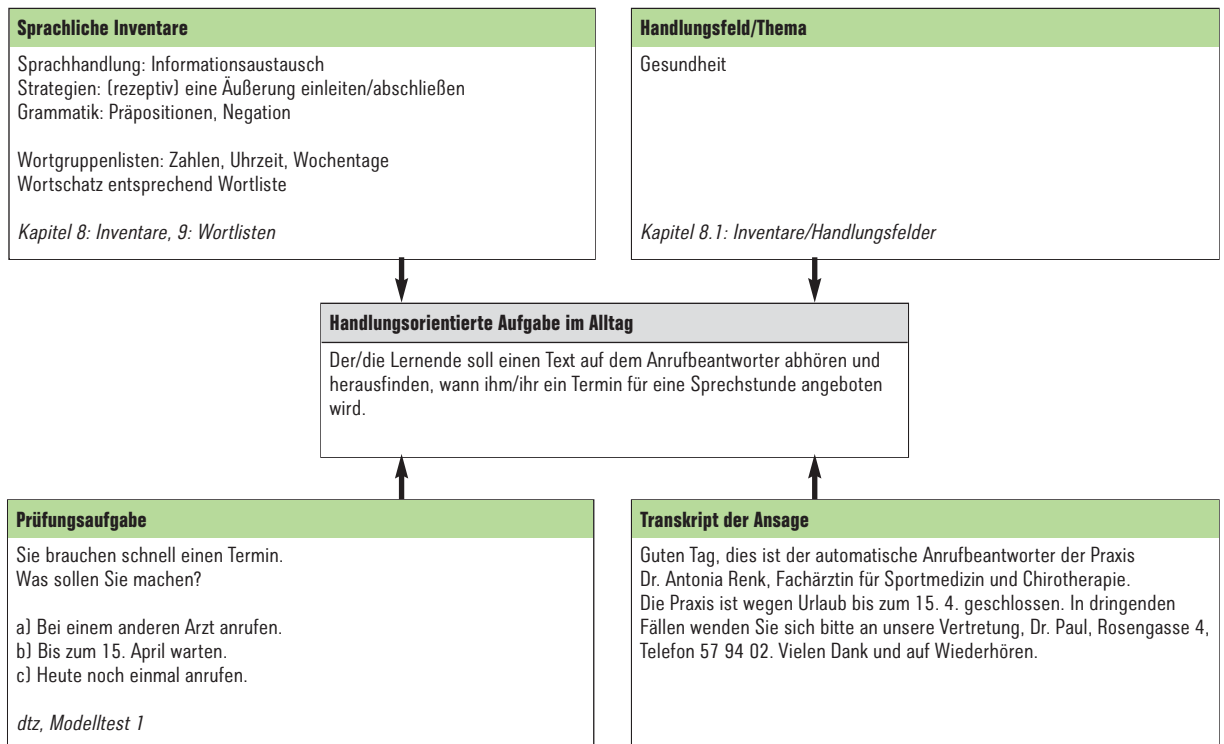 Sprachliche Inventare
Sprachhandlung: Informationsaustausch
Strategien: (rezeptiv) eine Äußerung einleiten/abschließen
Grammatik: Präpositionen, Negation
Wortgruppenlisten: Zahlen, Uhrzeit, Wochentage
Wortschatz entsprechend Wortliste
Kapitel 8: Inventare, 9: Wortlisten
Handlungsfeld/Thema
Gesundheit
Kapitel 8.1: Inventare/Handlungsfelder
Handlungsorientierte Aufgabe im Alltag
Der/die Lernende soll einen Text auf dem Anrufbeantworter abhören und
herausfinden, wann ihm/ihr ein Termin für eine Sprechstunde angeboten
wird.
Prüfungsaufgabe
Sie brauchen schnell einen Termin.
Was sollen Sie machen?
a) Bei einem anderen Arzt anrufen.
b) Bis zum 15. April warten.
c) Heute noch einmal anrufen.
dtz, Modelltest 1
Transkript der Ansage
Guten Tag, dies ist der automatische Anrufbeantworter der Praxis
Dr. Antonia Renk, Fachärztin für Sportmedizin und Chirotherapie.
Die Praxis ist wegen Urlaub bis zum 15. 4. geschlossen. In dringenden
Fällen wenden Sie sich bitte an unsere Vertretung, Dr. Paul, Rosengasse 4,
Telefon 57 94 02. Vielen Dank und auf Wiederhören.